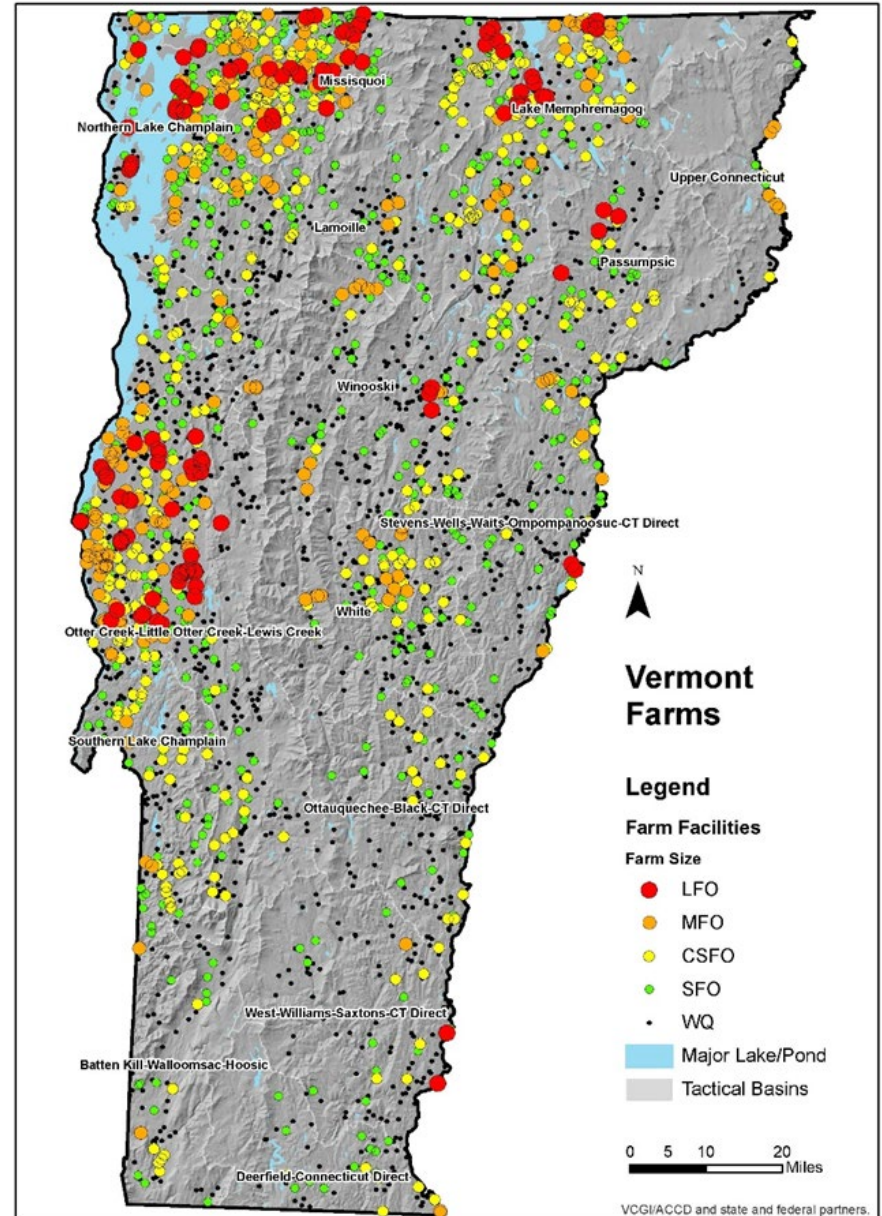 Missisquoi
Lake Memphremagog
Northern Lake Champlain
Upper Connecticut
Lamoille
Passumpsic
Winooski
Stevens-Wells-Waits-Ompompanoosuc-CT Direct
N
White
Otter Creek-Little Otter Creek-Lewis Creek
Vermont
Farms
Southern Lake Champlain
Legend
Ottauquechee-Black-CT Direct
Farm Facilities
Farm Size
LFO
MFO
CSFO
SFO
West-Williams-Saxtons-CT Direct
WQ
Major Lake/Pond
Batten Kill-Walloomsac-Hoosic
Tactical Basins
0 5 10 20
Miles
Deerfield-Connecticut Direct
VCGI/ACCD and state and federal partners.